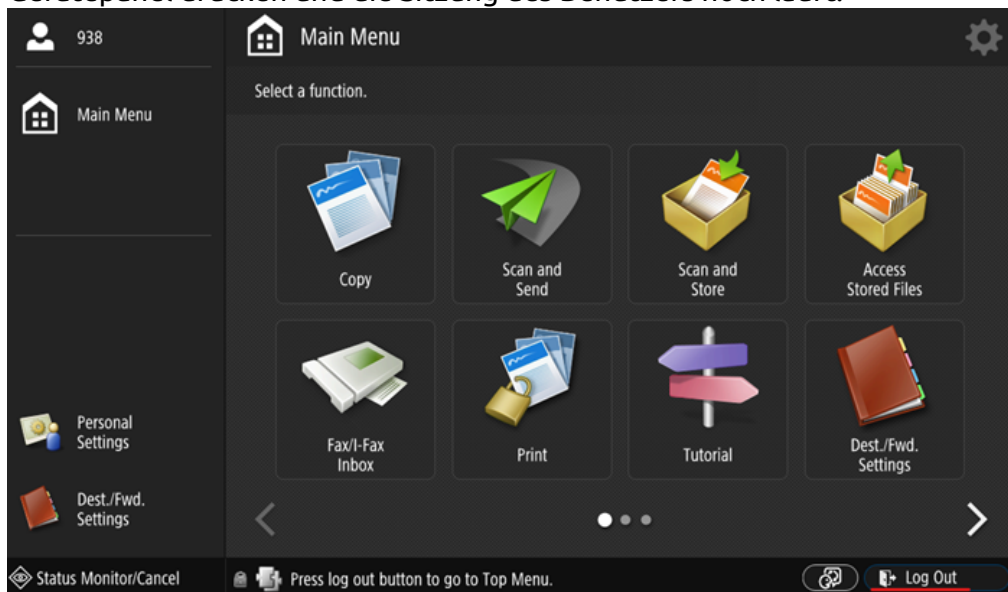 938
Main Menu
Main Menu
Select a function.
Copy
Scan and
Send
Scan and
Store
Access
Stored Files
Fax/I-Fax
Inbox
Print
Tutorial
Dest./Fwd.
Settings
Personal
Settings
Dest./Fwd.
Settings
Status Monitor/Cancel
Press log out button to go to Top Menu.
Log Out